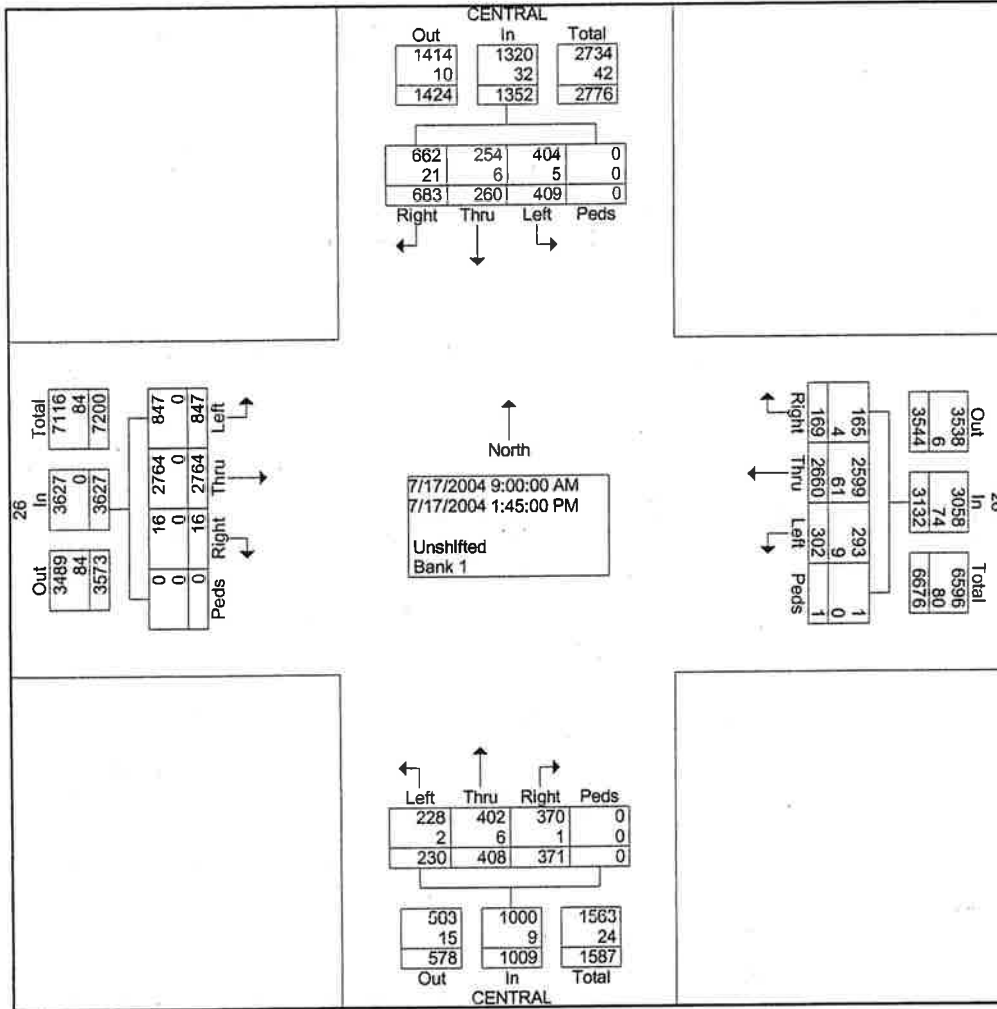 CENTRAL
Out In Total
1414 1320 2734
10 32 42
1424 1352 2776
662 254 404 0
21 6 5 0
683 260 409 0
Right Thru Left Peds
26
Total In Out
7116 3627 3489
84 0 84
7200 3627 3573
847 2764 16 0
0 0 0 0
847 2764 16 0
Left Thru Right Peds
North
7/17/2004 9:00:00 AM
7/17/2004 1:45:00 PM
Unshifted
Bank 1
Out In Total
3538 3058 6596
6 74 80
3544 3132 6676
165 2599 293 1
4 61 9 0
169 2660 302 1
Right Thru Left Peds
Left Thru Right Peds
228 402 370 0
2 6 1 0
230 408 371 0
503 1000 1563
15 9 24
578 1009 1587
Out In Total
CENTRAL